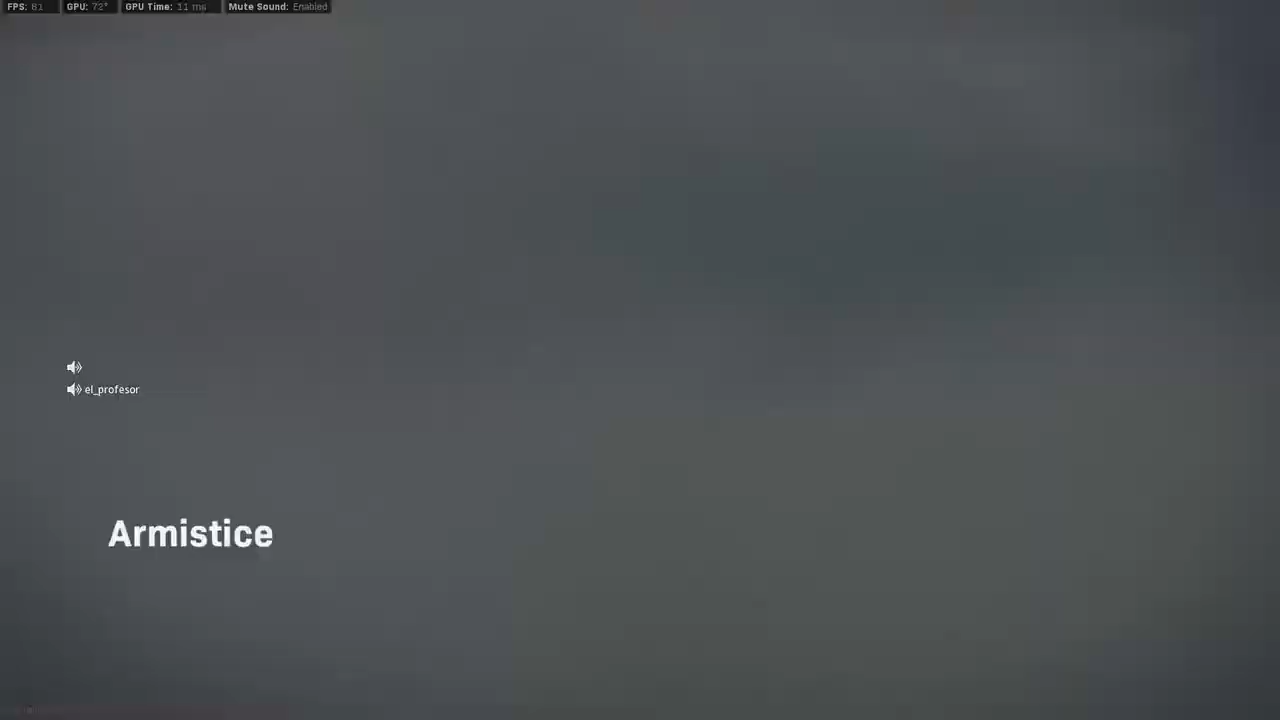 FPS: 81 GPU: 72° GPU Time: 11 ms Mute Sound: Enabled
el_profesor
Armistice